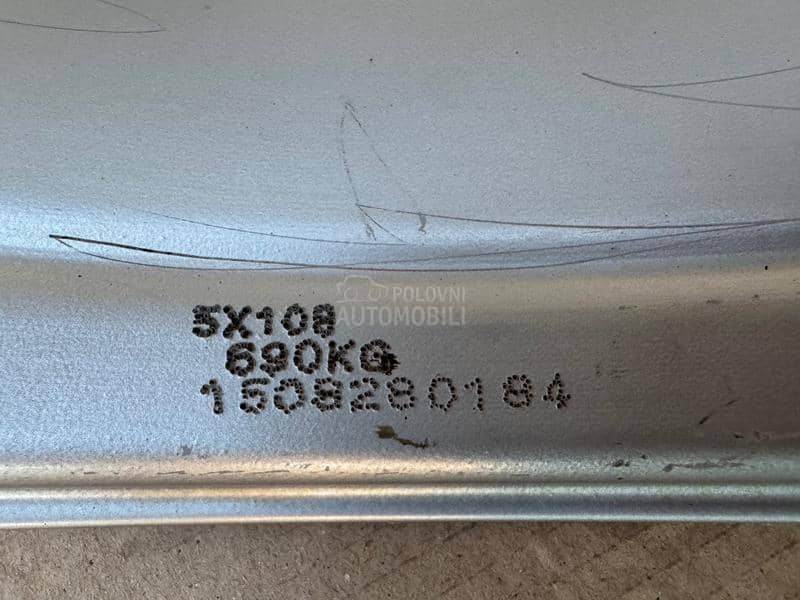 POLOVNI
AUTOMOBILI
5X108
690KG
1508280184